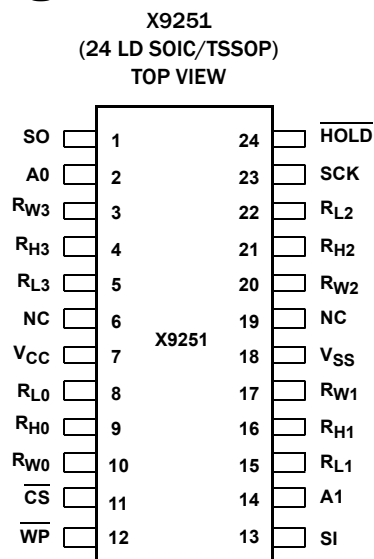 X9251
(24 LD SOIC/TSSOP)
TOP VIEW
SO 1 24 HOLD
A0 2 23 SCK
RW3 3 22 RL2
RH3 4 21 RH2
RL3 5 20 RW2
NC 6 19 NC
X9251
VCC 7 18 VSS
RL0 8 17 RW1
RH0 9 16 RH1
RW0 10 15 RL1
CS 11 14 A1
WP 12 13 SI